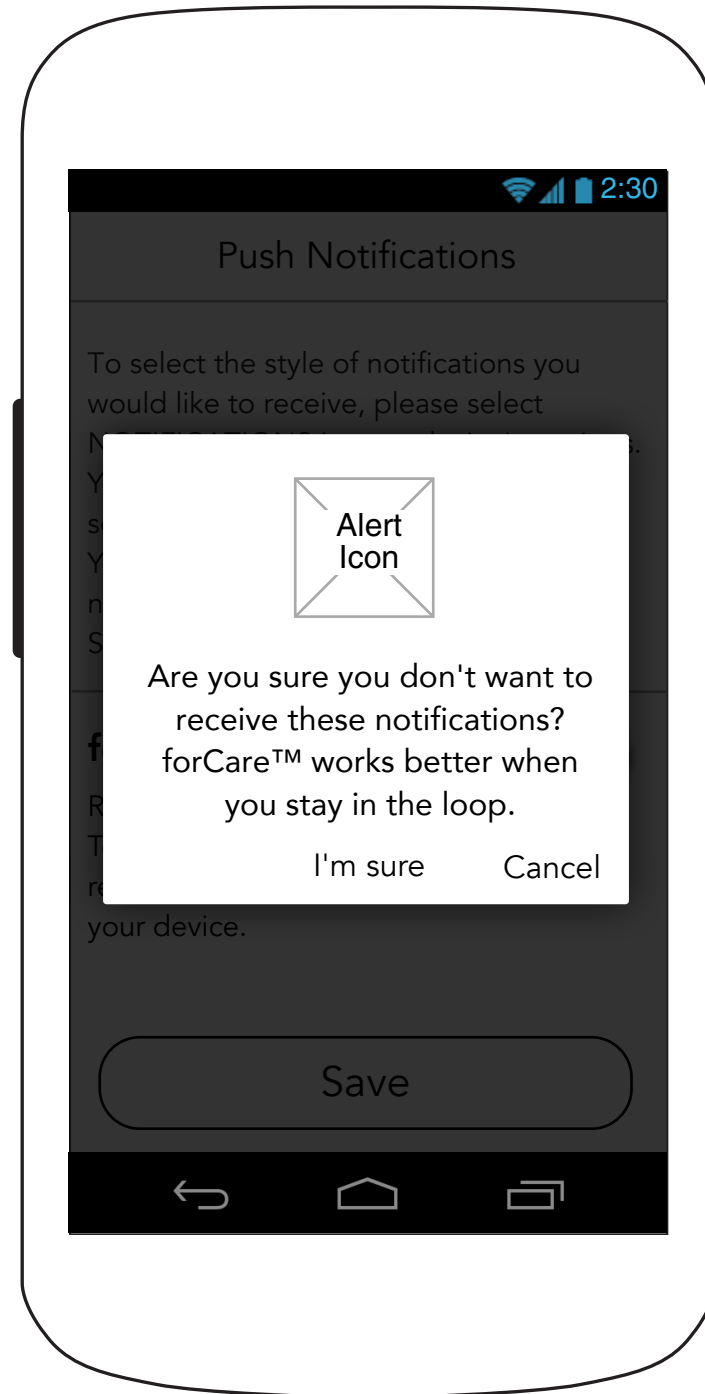 2:30
Push Notifications
To select the style of notifications you
would like to receive, please select
Alert
Icon
Are you sure you don't want to
receive these notifications?
forCare™ works better when
you stay in the loop.
I'm sure Cancel
your device.
Save